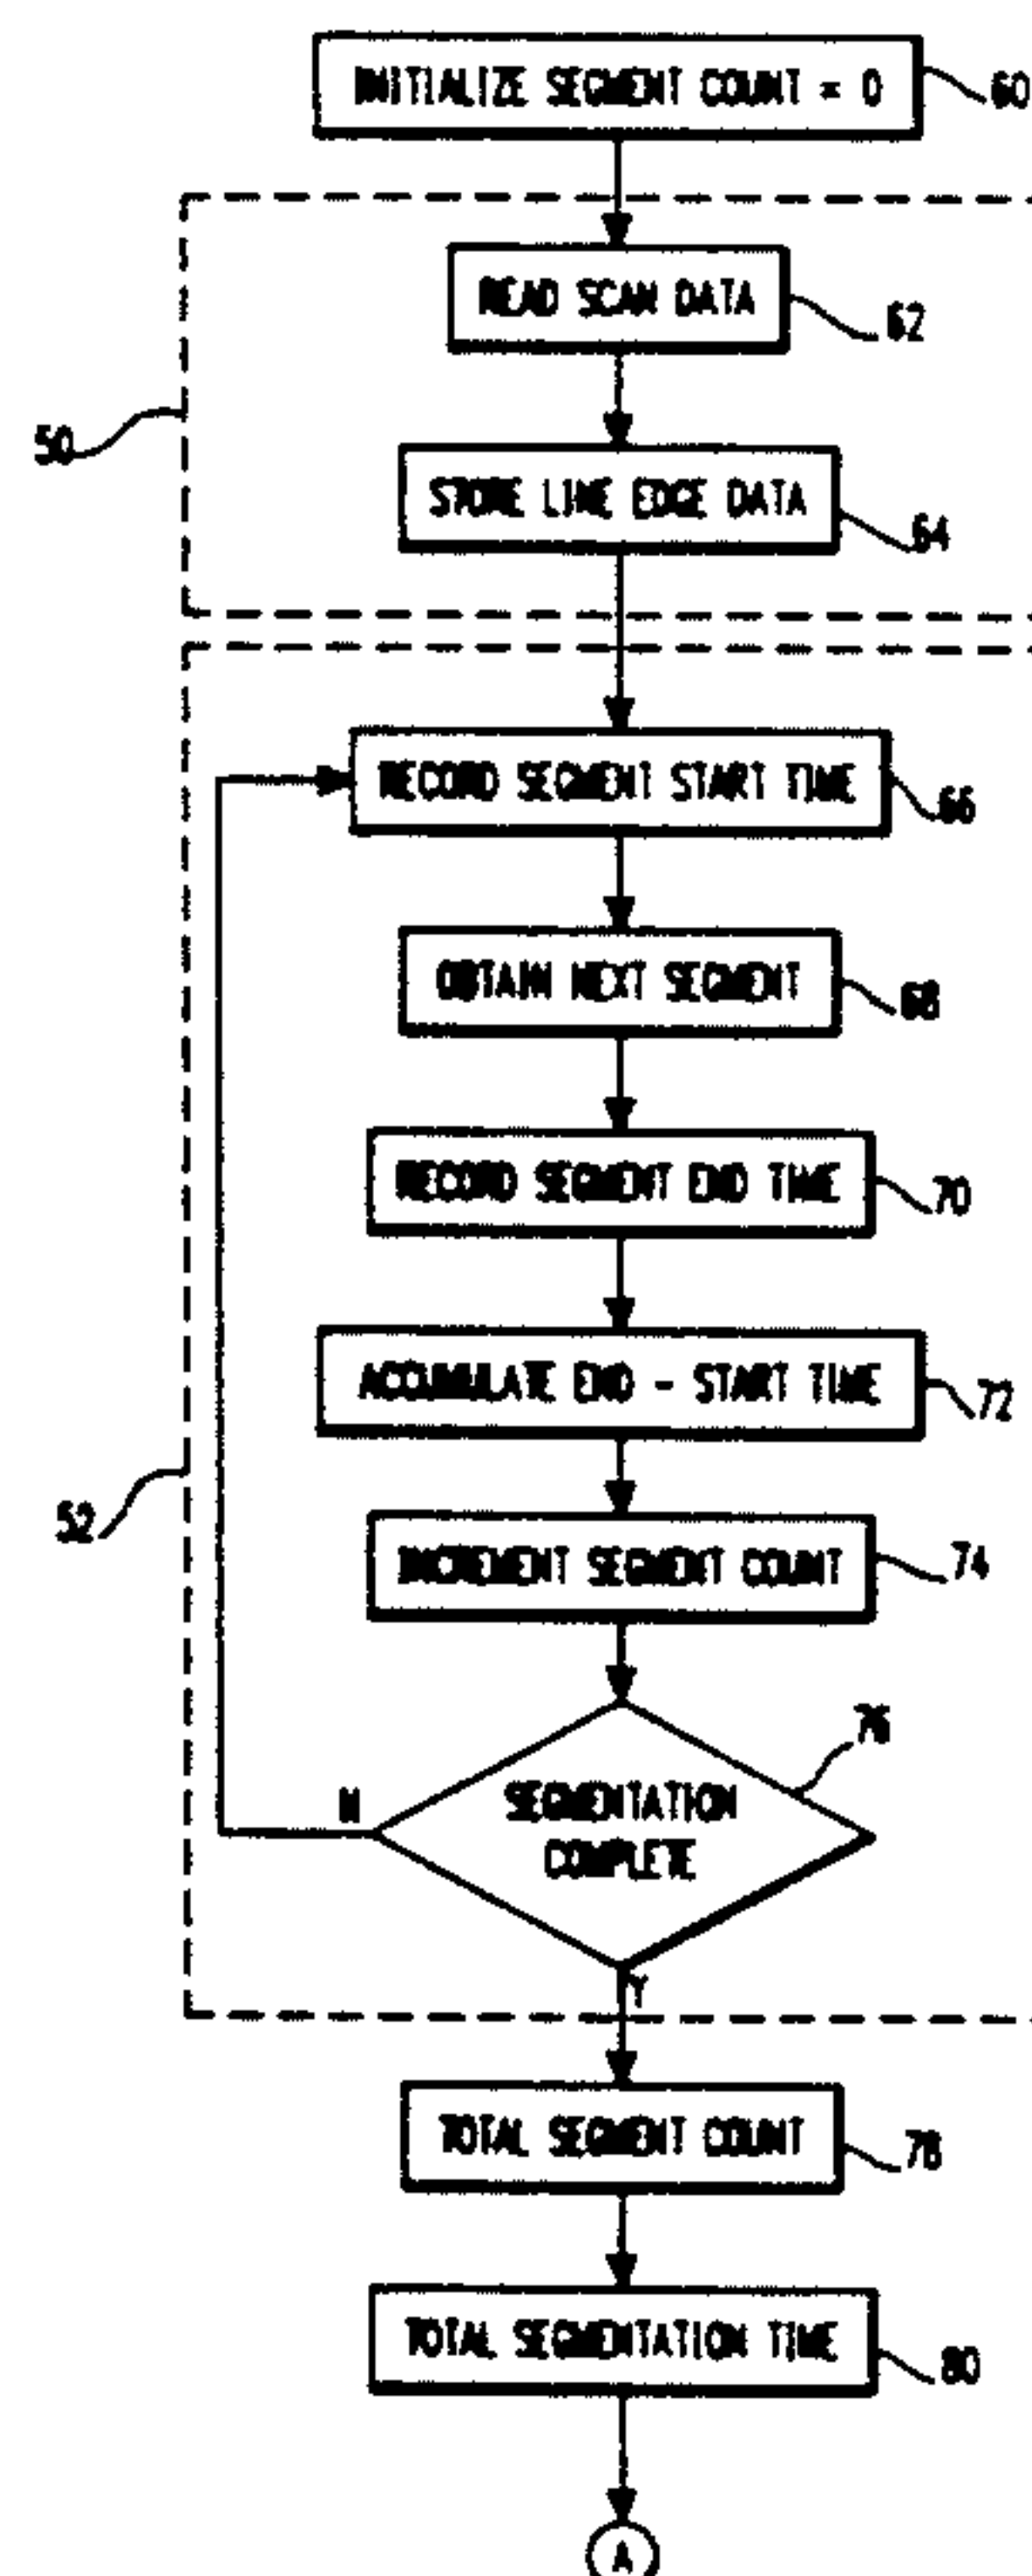 INITIALIZE SEGMENT COUNT = 0
60
READ SCAN DATA
62
50
STORE LINE EDGE DATA
64
RECORD SEGMENT START TIME
66
OBTAIN NEXT SEGMENT
68
RECORD SEGMENT END TIME
70
ACCUMULATE END - START TIME
72
52
INCREMENT SEGMENT COUNT
74
76
N
SEGMENTATION
COMPLETE
Y
TOTAL SEGMENT COUNT
78
TOTAL SEGMENTATION TIME
80
A